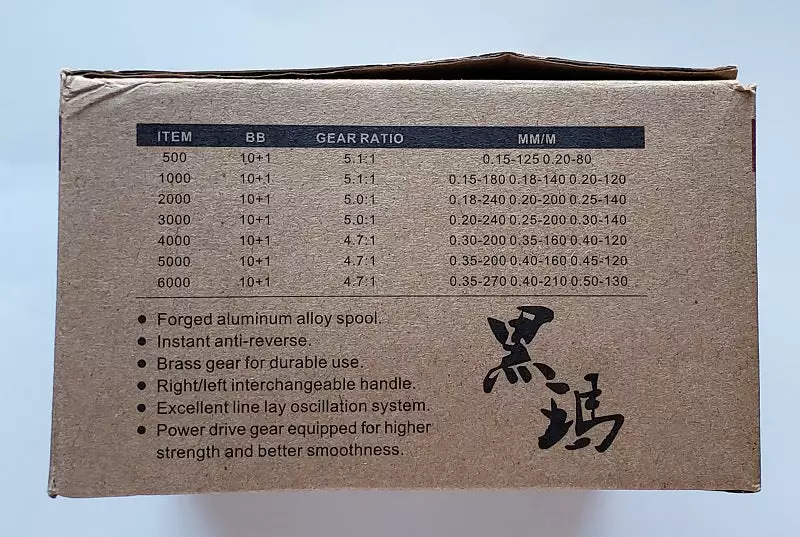 ITEM BB GEAR RATIO MM/M
500 10+1 5.1:1 0.15-125 0.20-80
1000 10+1 5.1:1 0.15-180 0.18-140 0.20-120
2000 10+1 5.0:1 0.18-240 0.20-200 0.25-140
3000 10+1 5.0:1 0.20-240 0.25-200 0.30-140
4000 10+1 4.7:1 0.30-200 0.35-160 0.40-120
5000 10+1 4.7:1 0.35-200 0.40-160 0.45-120
6000 10+1 4.7:1 0.35-270 0.40-210 0.50-130
● Forged aluminum alloy spool.
● Instant anti-reverse.
● Brass gear for durable use.
● Right/left interchangeable handle.
● Excellent line lay oscillation system.
● Power drive gear equipped for higher
strength and better smoothness.
黑
瑪